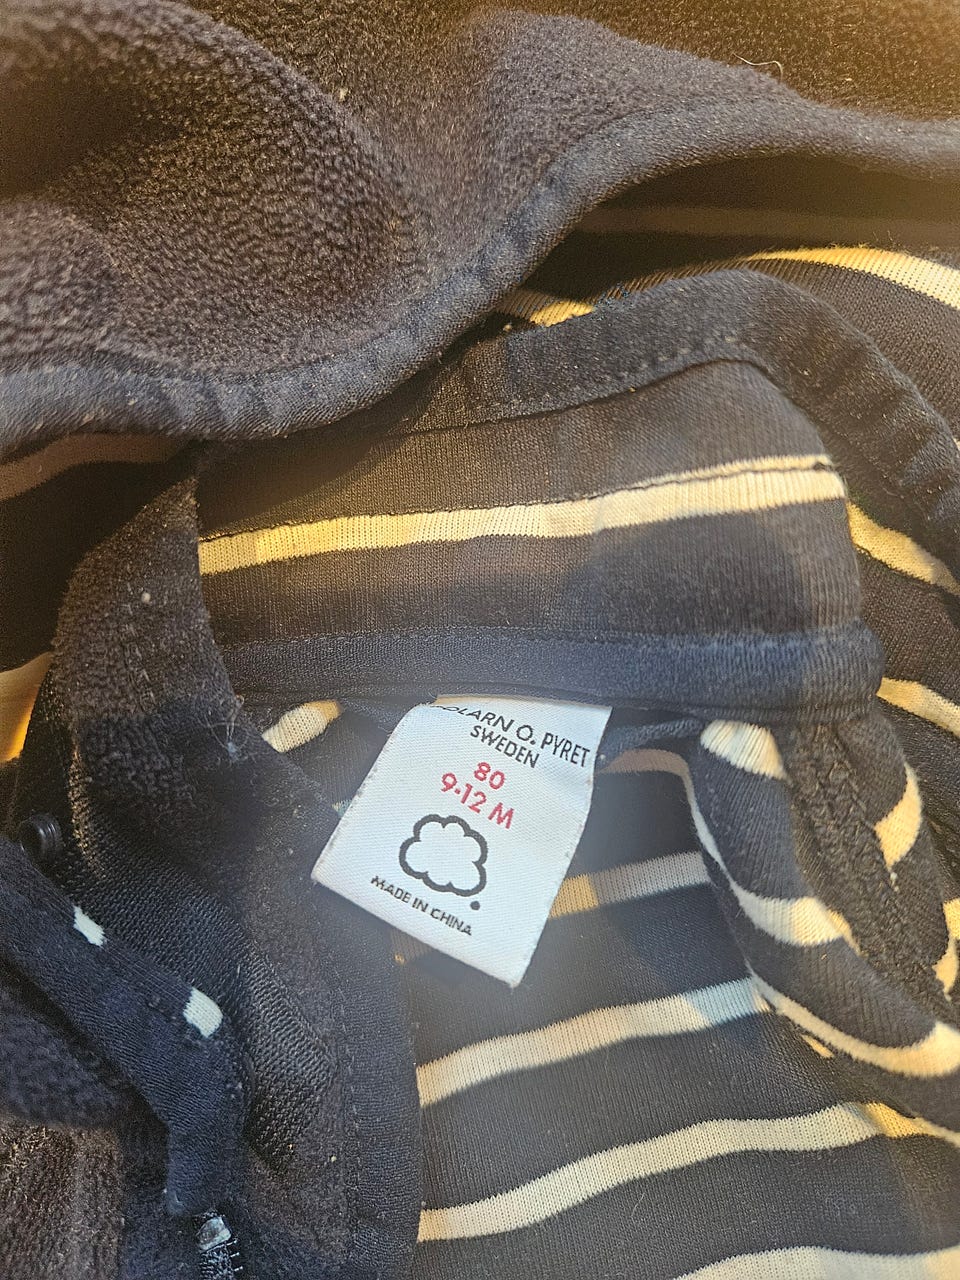 POLARN O. PYRET
SWEDEN
80
9-12 M
MADE IN CHINA